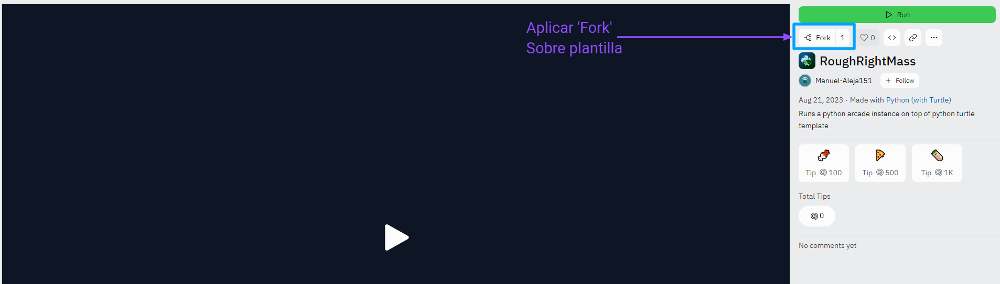 Aplicar 'Fork'
Sobre plantilla
Run
Fork 1 0
RoughRightMass
Manuel-Aleja151 + Follow
Aug 21, 2023 · Made with Python (with Turtle)
Runs a python arcade instance on top of python turtle
template
Tip 100 Tip 500 Tip 1K
Total Tips
0
No comments yet